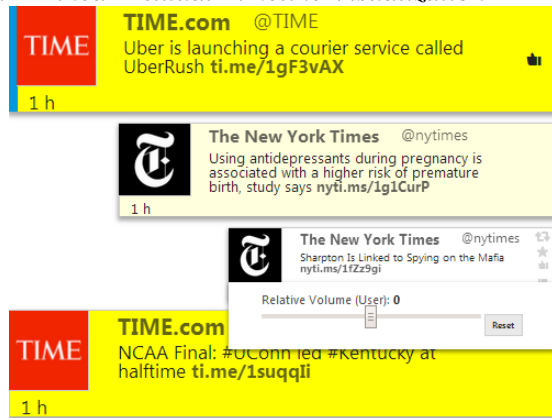 TIME.com @TIME
TIME
Uber is launching a courier service called
UberRush ti.me/1gF3vAX
1 h
The New York Times @nytimes
Using antidepressants during pregnancy is
associated with a higher risk of premature
birth, study says nyti.ms/1g1CurP
1 h
The New York Times @nytimes
Sharpton Is Linked to Spying on the Mafia
nyti.ms/1fZz9gi
Relative Volume (User): 0
Reset
TIME.com
TIME
NCAA Final: #UConn led #Kentucky at
halftime ti.me/1suqqIi
1 h